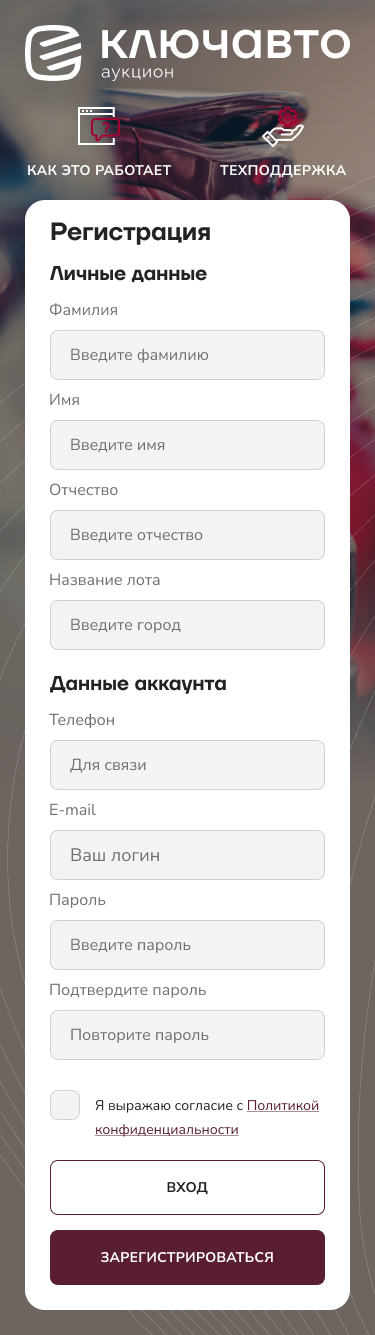 КЛЮЧАВТО
аукцион
КАК ЭТО РАБОТАЕТ
ТЕХПОДДЕРЖКА
Регистрация
Личные данные
Фамилия
Введите фамилию
Имя
Введите имя
Отчество
Введите отчество
Название лота
Введите город
Данные аккаунта
Телефон
Для связи
E-mail
Ваш логин
Пароль
Введите пароль
Подтвердите пароль
Повторите пароль
Я выражаю согласие с Политикой
конфиденциальности
ВХОД
ЗАРЕГИСТРИРОВАТЬСЯ